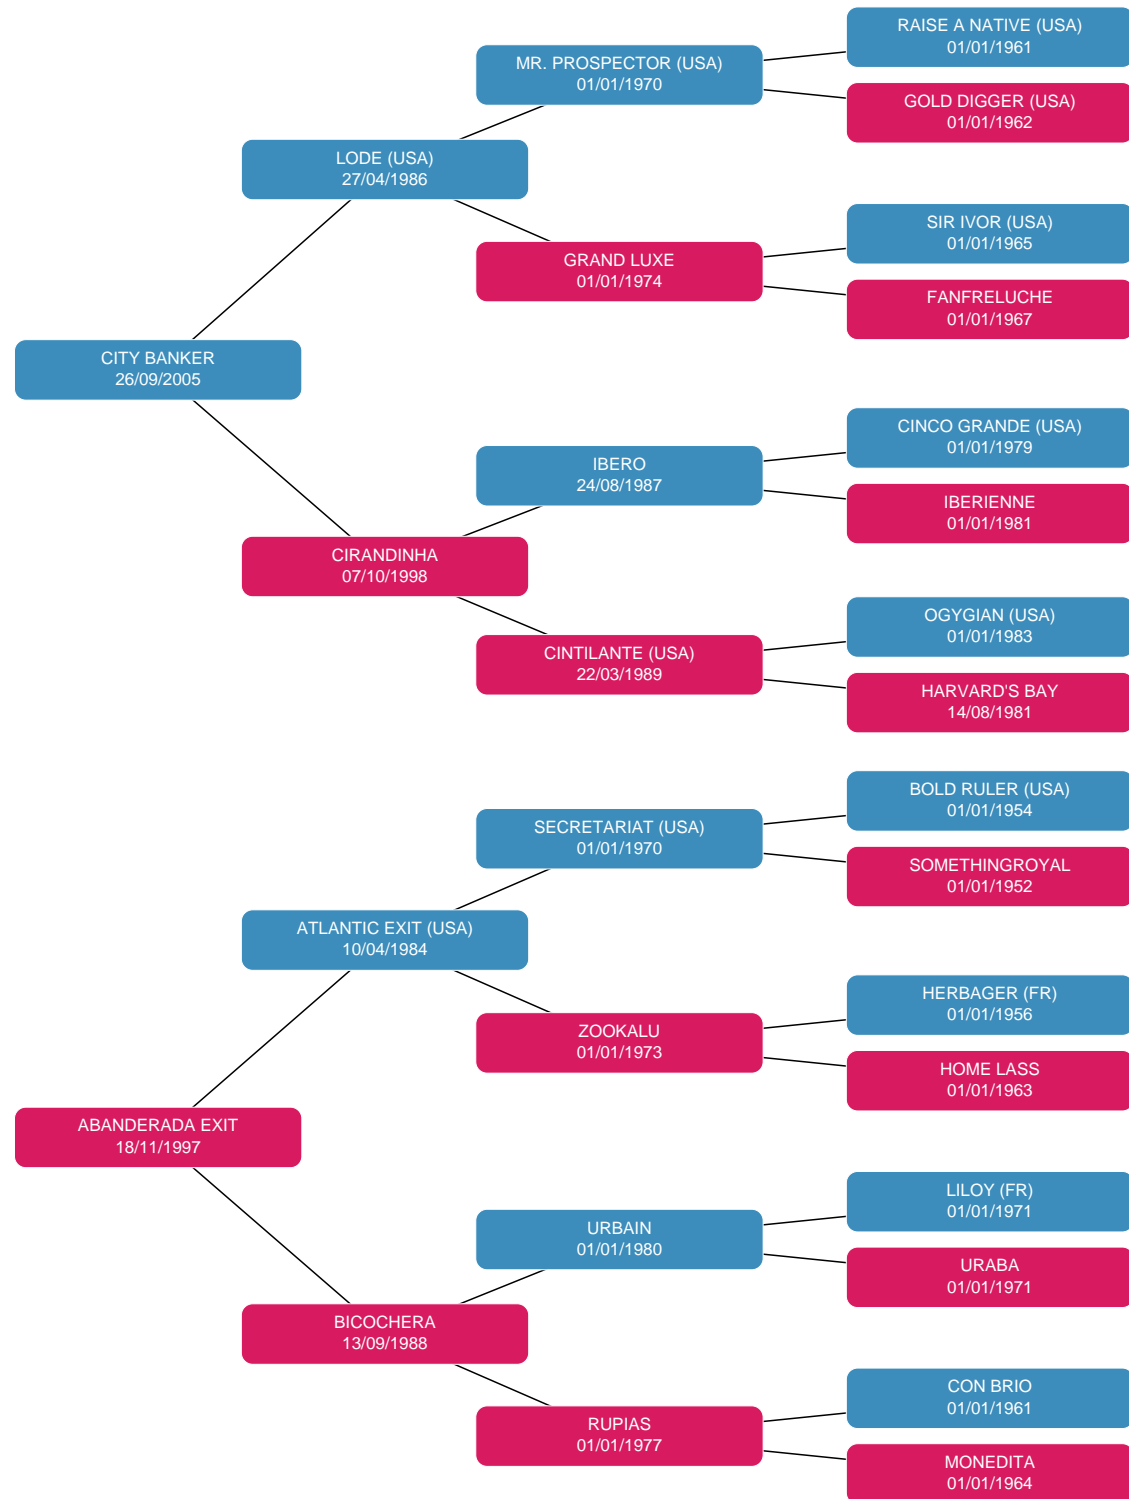 RAISE A NATIVE (USA)
01/01/1961
MR. PROSPECTOR (USA)
01/01/1970
GOLD DIGGER (USA)
01/01/1962
LODE (USA)
27/04/1986
SIR IVOR (USA)
01/01/1965
GRAND LUXE
01/01/1974
FANFRELUCHE
01/01/1967
CITY BANKER
26/09/2005
CINCO GRANDE (USA)
01/01/1979
IBERO
24/08/1987
IBERIENNE
01/01/1981
CIRANDINHA
07/10/1998
OGYGIAN (USA)
01/01/1983
CINTILANTE (USA)
22/03/1989
HARVARD'S BAY
14/08/1981
BOLD RULER (USA)
01/01/1954
SECRETARIAT (USA)
01/01/1970
SOMETHINGROYAL
01/01/1952
ATLANTIC EXIT (USA)
10/04/1984
HERBAGER (FR)
01/01/1956
ZOOKALU
01/01/1973
HOME LASS
01/01/1963
ABANDERADA EXIT
18/11/1997
LILOY (FR)
01/01/1971
URBAIN
01/01/1980
URABA
01/01/1971
BICOCHERA
13/09/1988
CON BRIO
01/01/1961
RUPIAS
01/01/1977
MONEDITA
01/01/1964